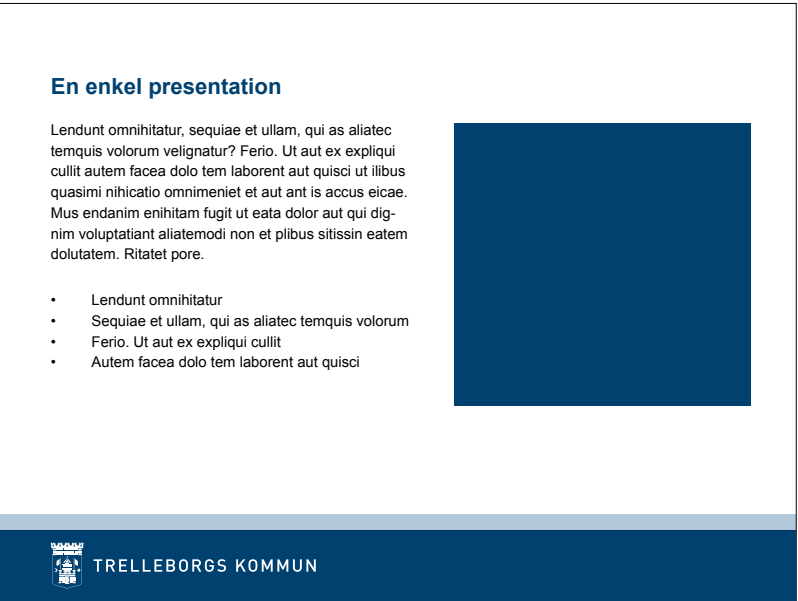 En enkel presentation
Lendunt omnihitatur, sequiae et ullam, qui as aliatec
temquis volorum velignatur? Ferio. Ut aut ex expliqui
cullit autem facea dolo tem laborent aut quisci ut ilibus
quasimi nihicatio omnimeniet et aut ant is accus eicae.
Mus endanim enihitam fugit ut eata dolor aut qui dig-
nim voluptatiant aliatemodi non et plibus sitissin eatem
dolutatem. Ritatet pore.
• Lendunt omnihitatur
• Sequiae et ullam, qui as aliatec temquis volorum
• Ferio. Ut aut ex expliqui cullit
• Autem facea dolo tem laborent aut quisci
TRELLEBORGS KOMMUN